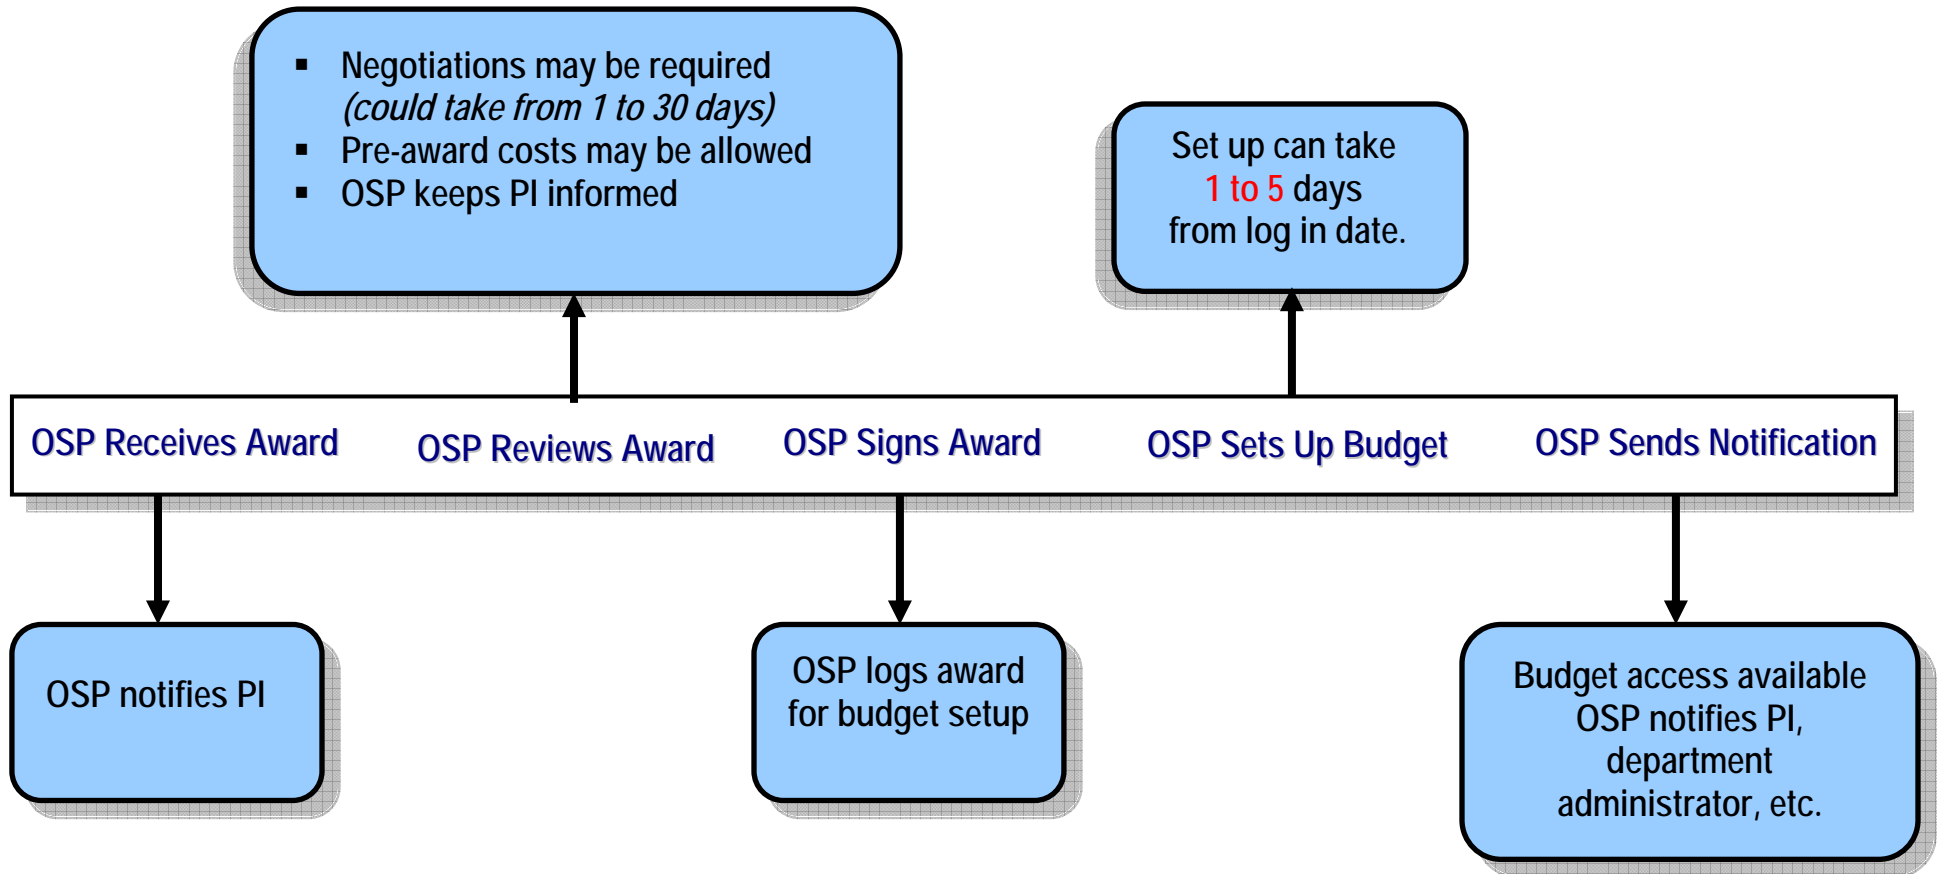 ▪ Negotiations may be required
(could take from 1 to 30 days)
▪ Pre-award costs may be allowed
▪ OSP keeps PI informed
Set up can take
1 to 5 days
from log in date.
OSP Receives Award
OSP Reviews Award
OSP Signs Award
OSP Sets Up Budget
OSP Sends Notification
OSP notifies PI
OSP logs award
for budget setup
Budget access available
OSP notifies PI,
department
administrator, etc.